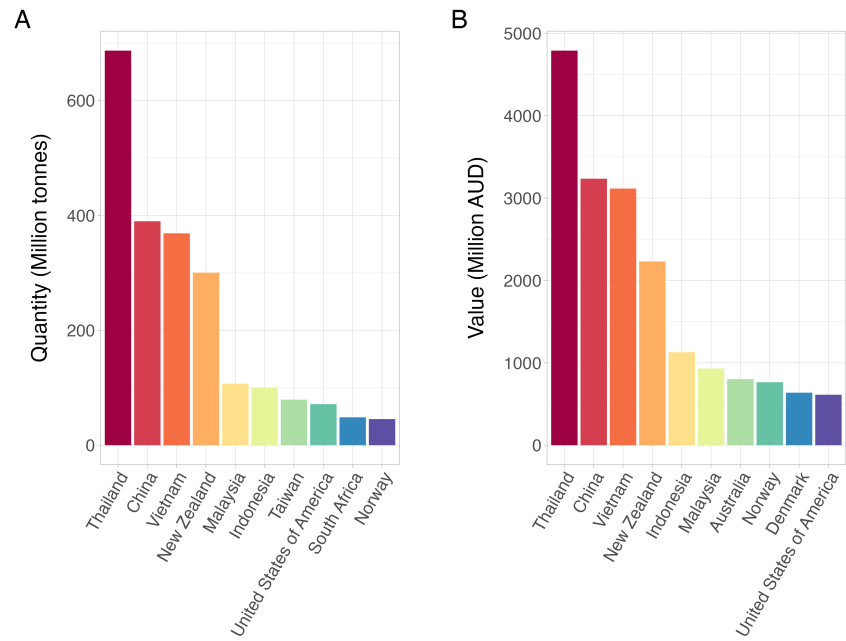 A
Quantity (Million tonnes)
600
400
200
0
Thailand
China
Vietnam
New Zealand
Malaysia
Indonesia
Taiwan
United States of America
South Africa
Norway
B
Value (Million AUD)
5000
4000
3000
2000
1000
0
Thailand
China
Vietnam
New Zealand
Indonesia
Malaysia
Australia
Norway
Denmark
United States of America